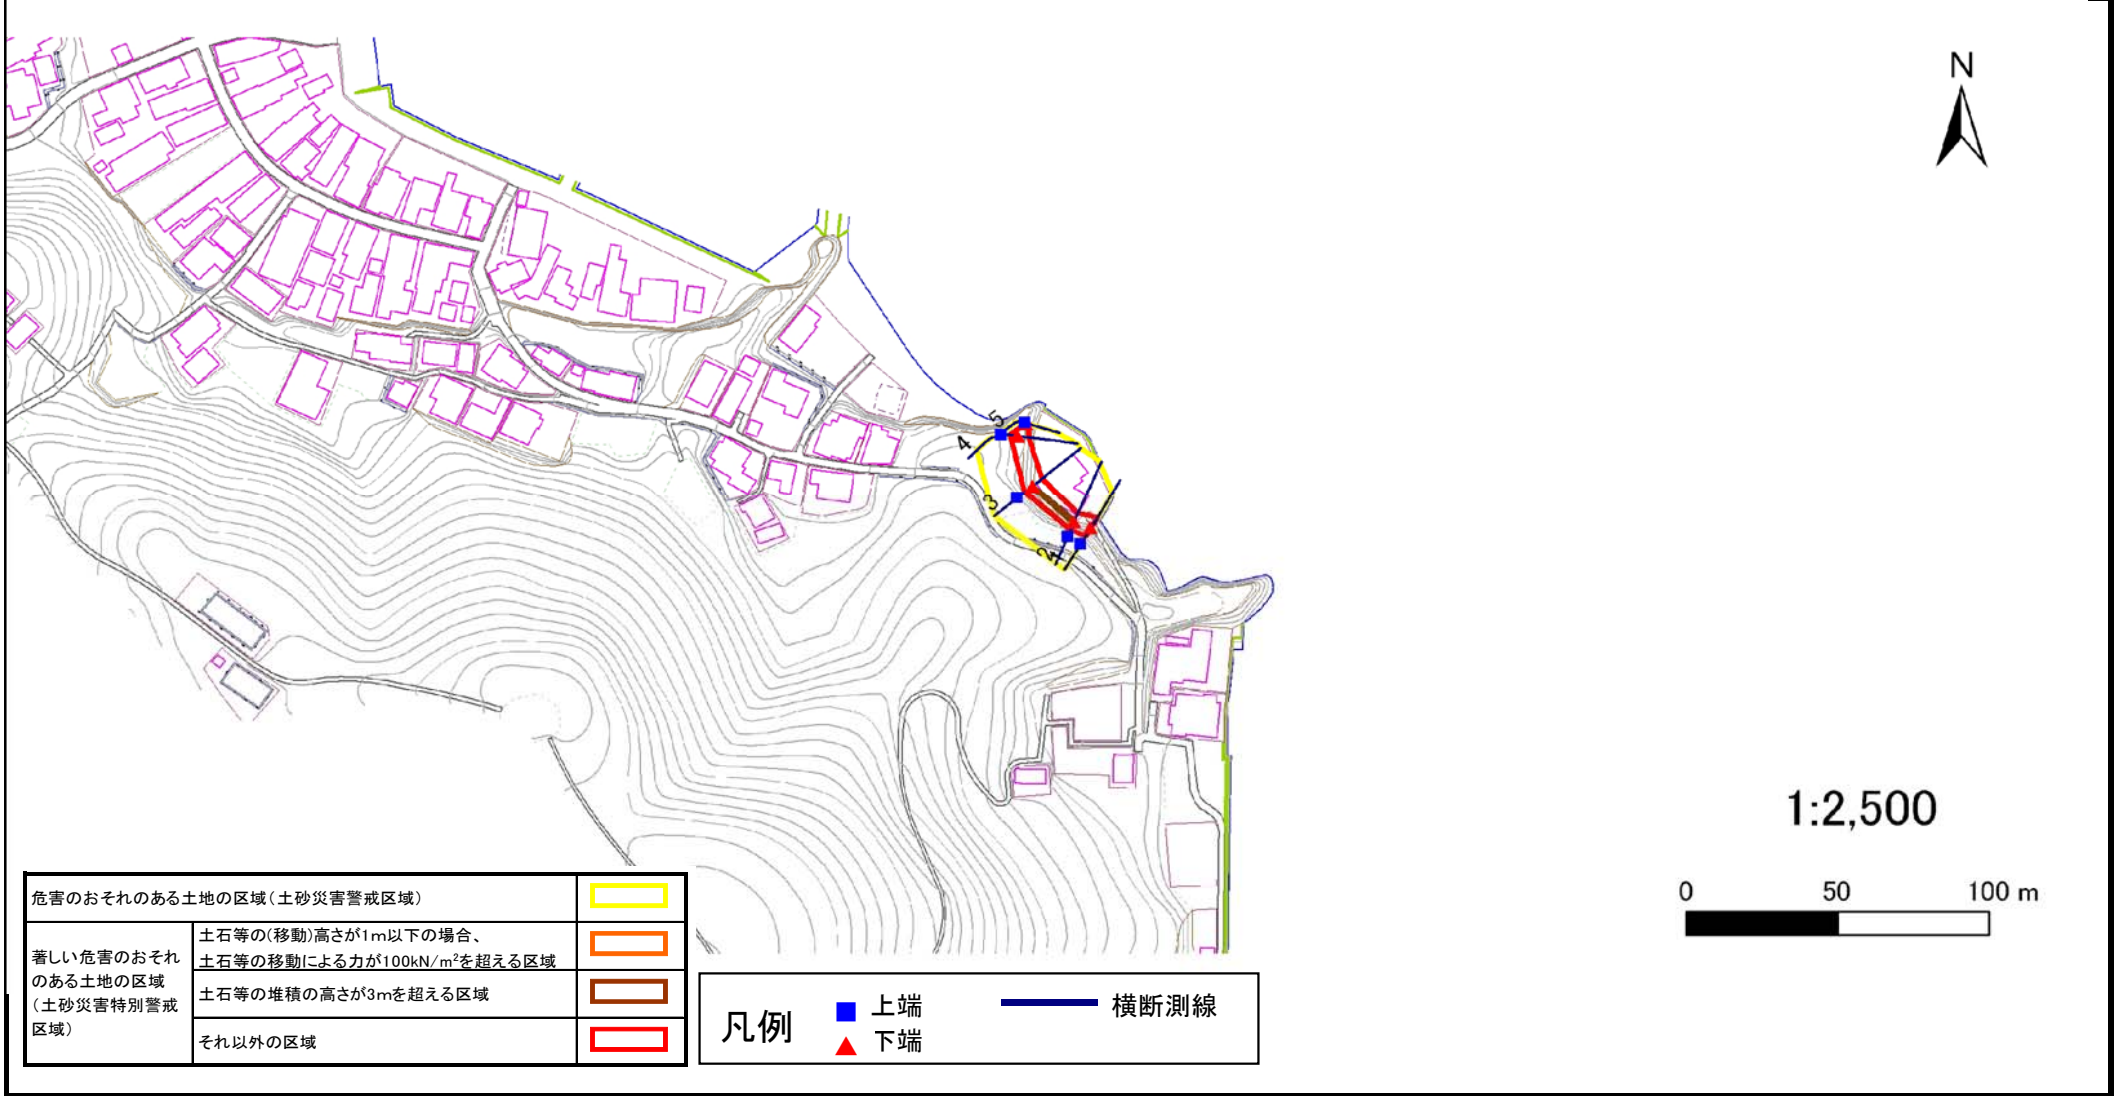 N
5
4
3
2
1
1:2,500
0 50 100 m
危害のおそれのある土地の区域(土砂災害警戒区域)
著しい危害のおそれ
のある土地の区域
(土砂災害特別警戒
区域)
土石等の(移動)高さが1m以下の場合、
土石等の移動による力が100kN/m²を超える区域
土石等の堆積の高さが3mを超える区域
それ以外の区域
凡例
上端
下端
横断測線